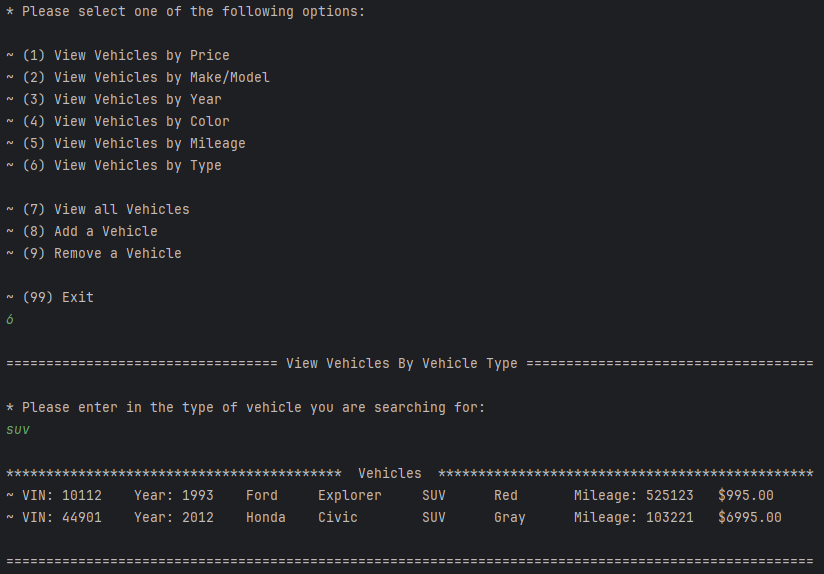 * Please select one of the following options:
~ (1) View Vehicles by Price
~ (2) View Vehicles by Make/Model
~ (3) View Vehicles by Year
~ (4) View Vehicles by Color
~ (5) View Vehicles by Mileage
~ (6) View Vehicles by Type
~ (7) View all Vehicles
~ (8) Add a Vehicle
~ (9) Remove a Vehicle
~ (99) Exit
6
================================== View Vehicles By Vehicle Type ====================================
* Please enter in the type of vehicle you are searching for:
suv
******************************************  Vehicles  ***********************************************
~ VIN: 10112    Year: 1993    Ford     Explorer     SUV      Red       Mileage: 525123   $995.00
~ VIN: 44901    Year: 2012    Honda    Civic        SUV      Gray      Mileage: 103221   $6995.00
=====================================================================================================